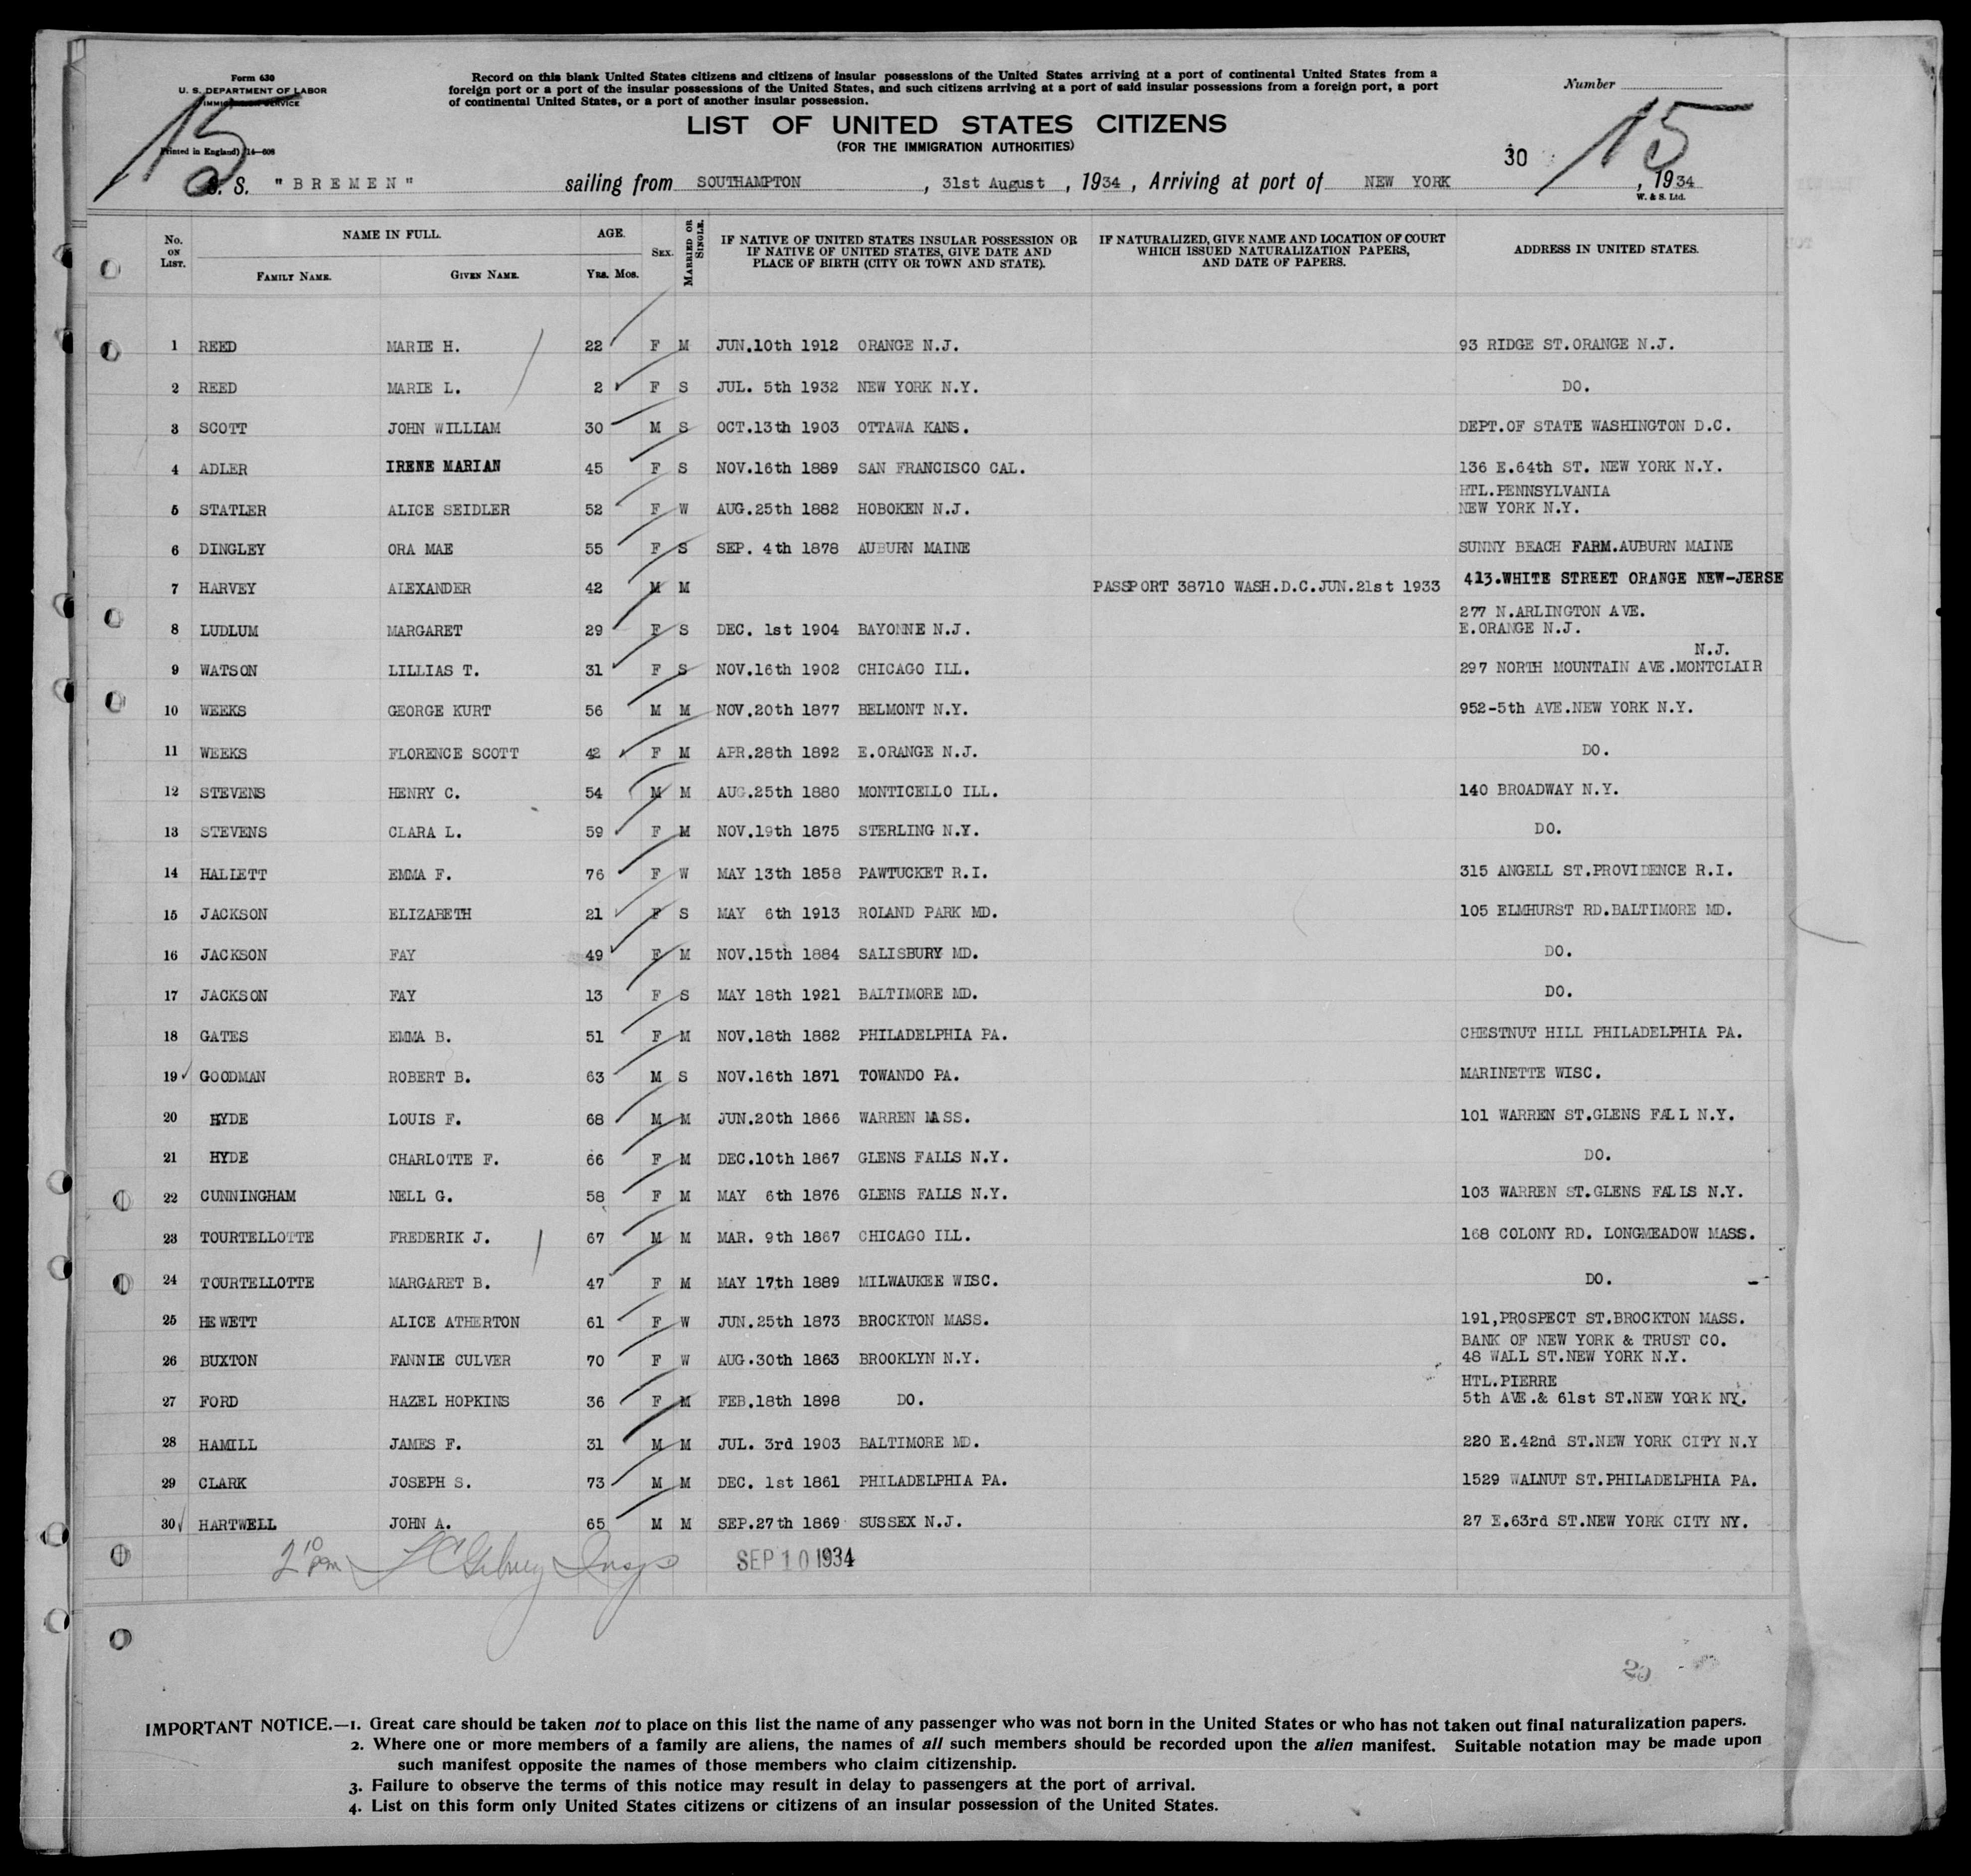 Form 630
U. S. DEPARTMENT OF LABOR
IMMIGRATION SERVICE
Printed in England) 14—608
Record on this blank United States citizens and citizens of insular possessions of the United States arriving at a port of continental United States from a
foreign port or a port of the insular possessions of the United States, and such citizens arriving at a port of said insular possessions from a foreign port, a port
of continental United States, or a port of another insular possession.
Number
15
15
LIST OF UNITED STATES CITIZENS
(FOR THE IMMIGRATION AUTHORITIES)
30
S. S. "BREMEN" sailing from SOUTHAMPTON, 31st August, 1934, Arriving at port of NEW YORK, 1934
W. & S. Ltd.
No. ON LIST. NAME IN FULL. FAMILY NAME. GIVEN NAME. AGE. YRS. MOS. SEX. MARRIED OR SINGLE. IF NATIVE OF UNITED STATES INSULAR POSSESSION OR IF NATIVE OF UNITED STATES, GIVE DATE AND PLACE OF BIRTH (CITY OR TOWN AND STATE). IF NATURALIZED, GIVE NAME AND LOCATION OF COURT WHICH ISSUED NATURALIZATION PAPERS, AND DATE OF PAPERS. ADDRESS IN UNITED STATES.
1 REED MARIE H. 22 F M JUN.10th 1912 ORANGE N.J. 93 RIDGE ST.ORANGE N.J.
2 REED MARIE L. 2 F S JUL. 5th 1932 NEW YORK N.Y. DO.
3 SCOTT JOHN WILLIAM 30 M S OCT.13th 1903 OTTAWA KANS. DEPT.OF STATE WASHINGTON D.C.
4 ADLER IRENE MARIAN 45 F S NOV.16th 1889 SAN FRANCISCO CAL. 136 E.64th ST. NEW YORK N.Y.
5 STATLER ALICE SEIDLER 52 F W AUG.25th 1882 HOBOKEN N.J. HTL.PENNSYLVANIA NEW YORK N.Y.
6 DINGLEY ORA MAE 55 F S SEP. 4th 1878 AUBURN MAINE SUNNY BEACH FARM.AUBURN MAINE
7 HARVEY ALEXANDER 42 M M PASSPORT 38710 WASH.D.C.JUN.21st 1933 413.WHITE STREET ORANGE NEW-JERSE
8 LUDLUM MARGARET 29 F S DEC. 1st 1904 BAYONNE N.J. 277 N.ARLINGTON AVE. E.ORANGE N.J.
9 WATSON LILLIAS T. 31 F S NOV.16th 1902 CHICAGO ILL. 297 NORTH MOUNTAIN AVE.MONTCLAIR N.J.
10 WEEKS GEORGE KURT 56 M M NOV.20th 1877 BELMONT N.Y. 952-5th AVE.NEW YORK N.Y.
11 WEEKS FLORENCE SCOTT 42 F M APR.28th 1892 E.ORANGE N.J. DO.
12 STEVENS HENRY C. 54 M M AUG.25th 1880 MONTICELLO ILL. 140 BROADWAY N.Y.
13 STEVENS CLARA L. 59 F M NOV.19th 1875 STERLING N.Y. DO.
14 HALLETT EMMA F. 76 F W MAY 13th 1858 PAWTUCKET R.I. 315 ANGELL ST.PROVIDENCE R.I.
15 JACKSON ELIZABETH 21 F S MAY 6th 1913 ROLAND PARK MD. 105 ELMHURST RD.BALTIMORE MD.
16 JACKSON FAY 49 F M NOV.15th 1884 SALISBURY MD. DO.
17 JACKSON FAY 13 F S MAY 18th 1921 BALTIMORE MD. DO.
18 GATES EMMA B. 51 F M NOV.18th 1882 PHILADELPHIA PA. CHESTNUT HILL PHILADELPHIA PA.
19 GOODMAN ROBERT B. 63 M S NOV.16th 1871 TOWANDO PA. MARINETTE WISC.
20 HYDE LOUIS F. 68 M M JUN.20th 1866 WARREN MASS. 101 WARREN ST.GLENS FALL N.Y.
21 HYDE CHARLOTTE F. 66 F M DEC.10th 1867 GLENS FALLS N.Y. DO.
22 CUNNINGHAM NELL G. 58 F M MAY 6th 1876 GLENS FALLS N.Y. 103 WARREN ST.GLENS FALLS N.Y.
23 TOURTELLOTTE FREDERIK J. 67 M M MAR. 9th 1867 CHICAGO ILL. 168 COLONY RD. LONGMEADOW MASS.
24 TOURTELLOTTE MARGARET B. 47 F M MAY 17th 1889 MILWAUKEE WISC. DO.
25 HEWETT ALICE ATHERTON 61 F W JUN.25th 1873 BROCKTON MASS. 191,PROSPECT ST.BROCKTON MASS.
26 BUXTON FANNIE CULVER 70 F W AUG.30th 1863 BROOKLYN N.Y. BANK OF NEW YORK & TRUST CO. 48 WALL ST.NEW YORK N.Y.
27 FORD HAZEL HOPKINS 36 F M FEB.18th 1898 DO. HTL.PIERRE 5th AVE.& 61st ST.NEW YORK NY.
28 HAMILL JAMES F. 31 M M JUL. 3rd 1903 BALTIMORE MD. 220 E.42nd ST.NEW YORK CITY N.Y
29 CLARK JOSEPH S. 73 M M DEC. 1st 1861 PHILADELPHIA PA. 1529 WALNUT ST.PHILADELPHIA PA.
30 HARTWELL JOHN A. 65 M M SEP.27th 1869 SUSSEX N.J. 27 E.63rd ST.NEW YORK CITY NY.
2 10 pm Insp SEP 10 1934
IMPORTANT NOTICE.—1. Great care should be taken not to place on this list the name of any passenger who was not born in the United States or who has not taken out final naturalization papers.
2. Where one or more members of a family are aliens, the names of all such members should be recorded upon the alien manifest. Suitable notation may be made upon
such manifest opposite the names of those members who claim citizenship.
3. Failure to observe the terms of this notice may result in delay to passengers at the port of arrival.
4. List on this form only United States citizens or citizens of an insular possession of the United States.